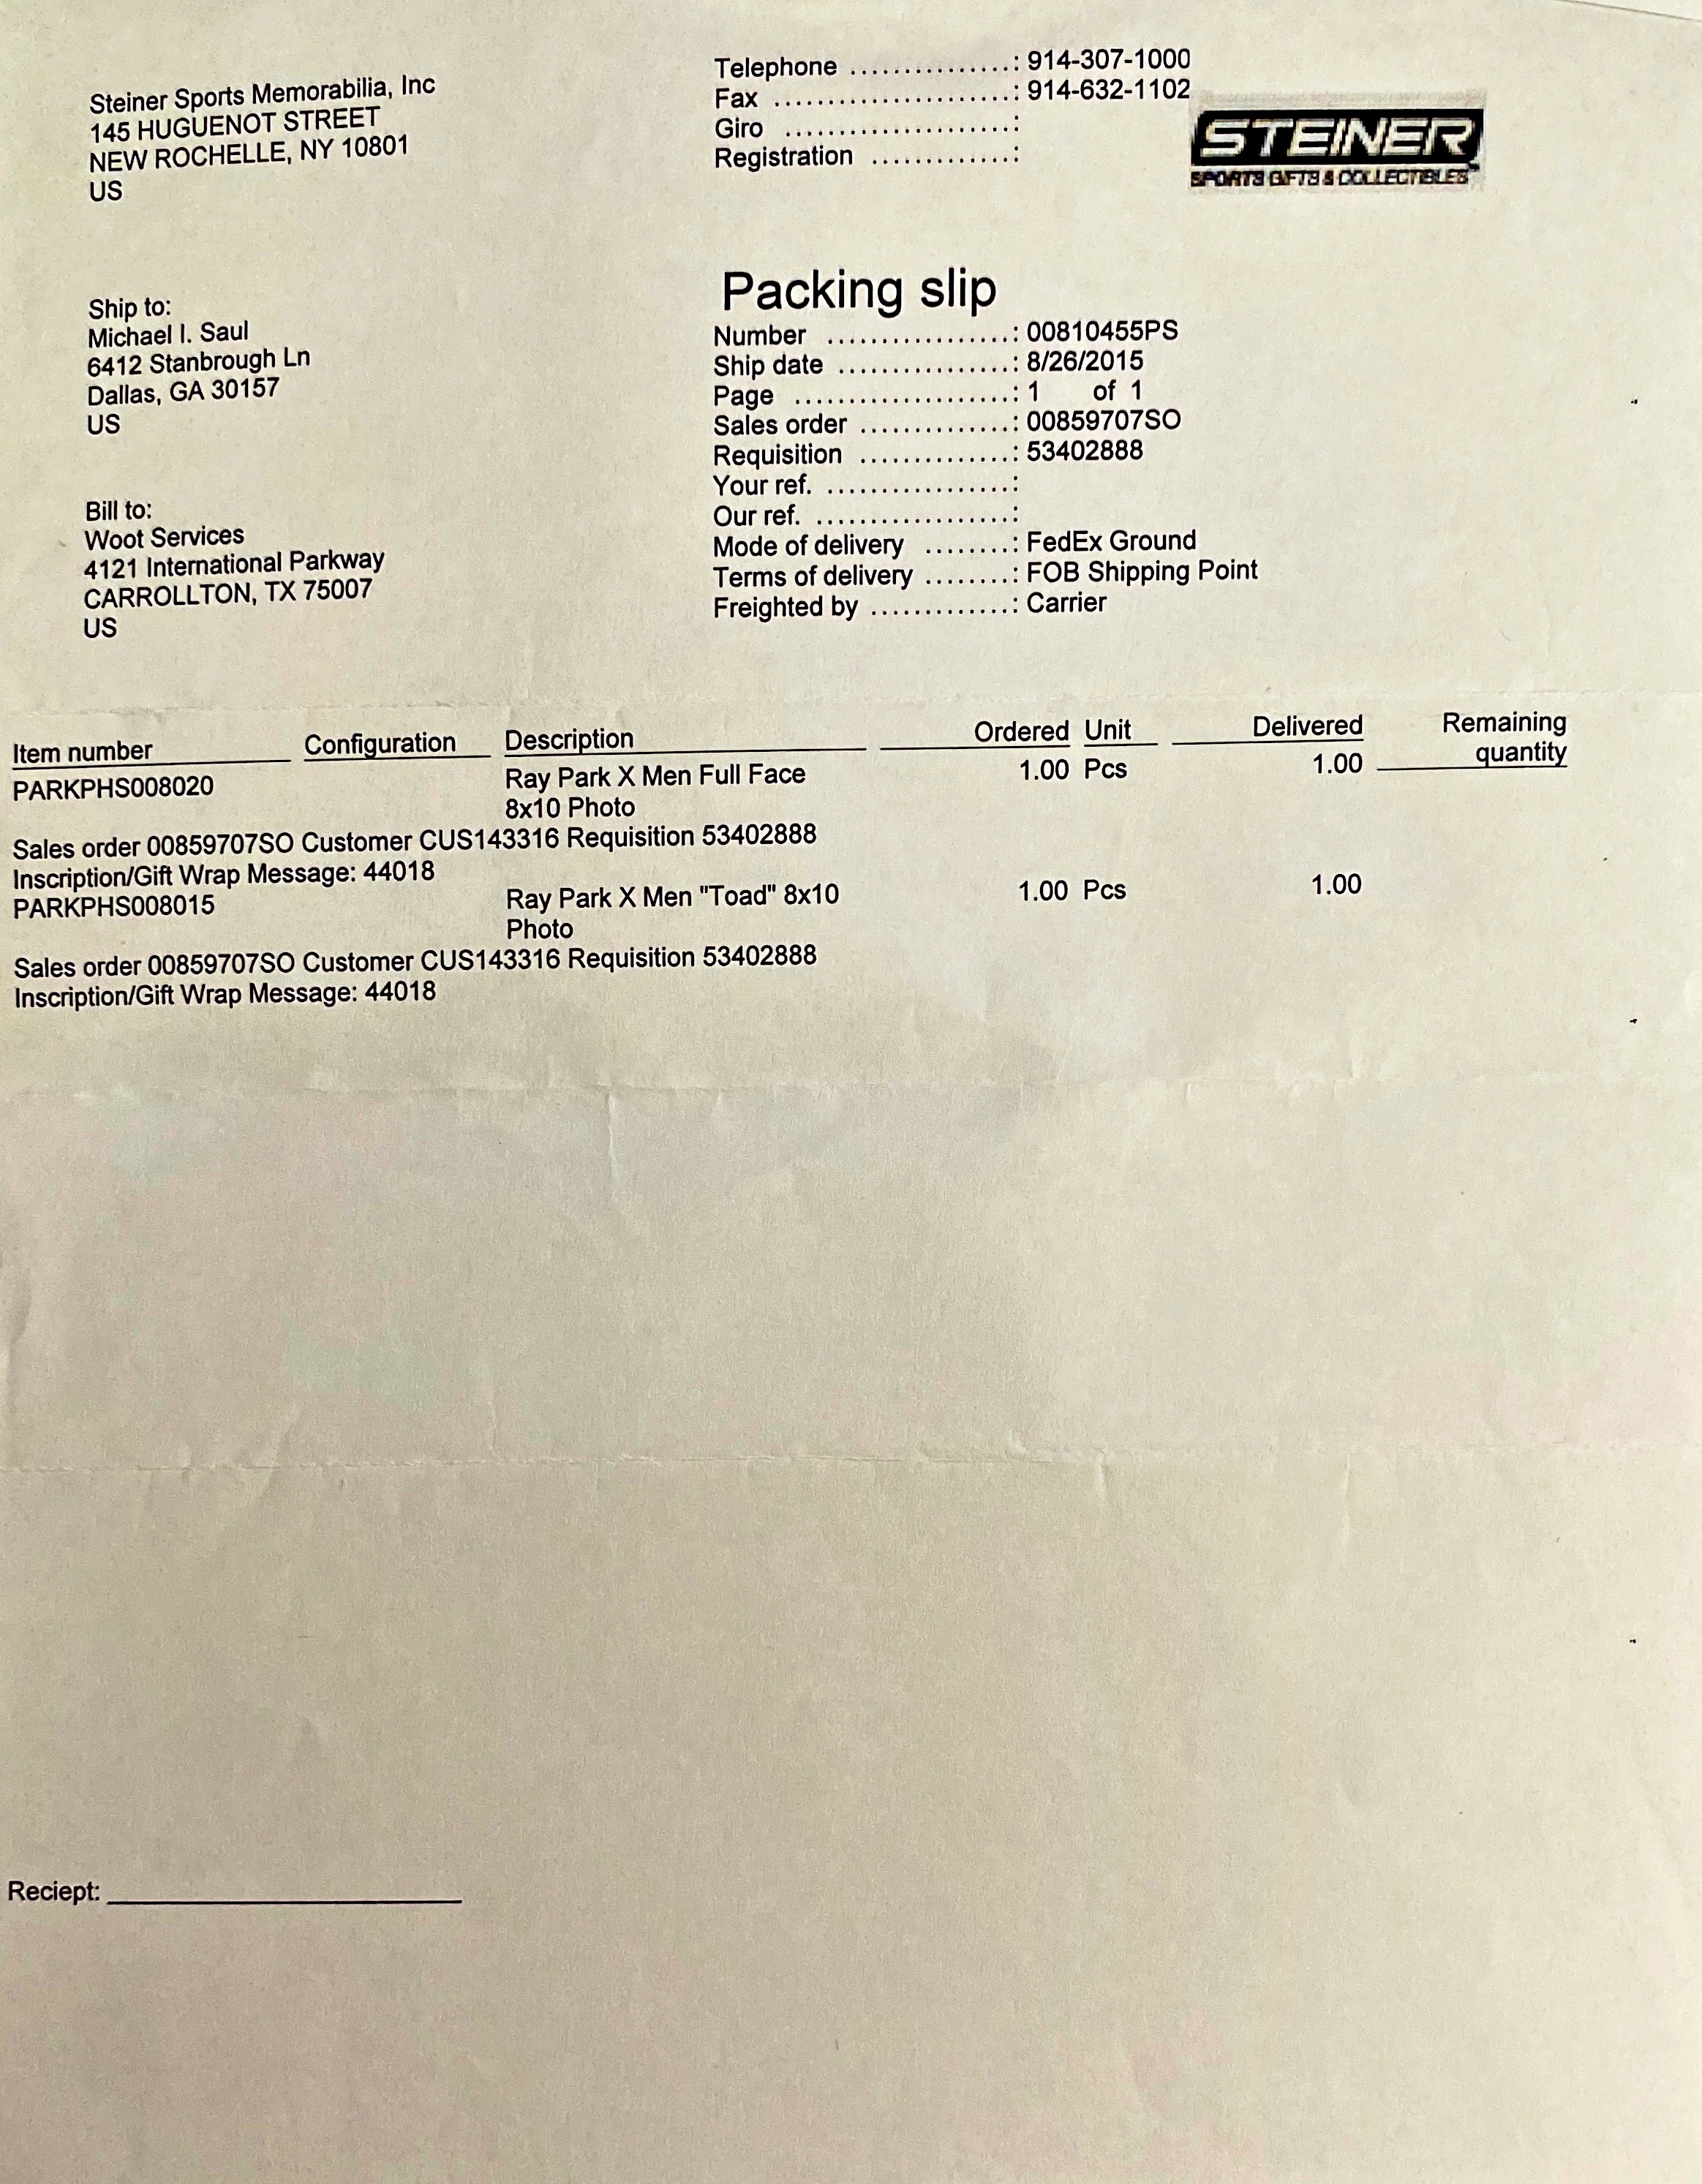 Steiner Sports Memorabilia, Inc
145 HUGUENOT STREET
NEW ROCHELLE, NY 10801
US
Telephone ...............: 914-307-1000
Fax ......................: 914-632-1102
Giro .....................:
Registration .............:
STEINER
SPORTS GIFTS & COLLECTIBLES
Ship to:
Michael I. Saul
6412 Stanbrough Ln
Dallas, GA 30157
US
Bill to:
Woot Services
4121 International Parkway
CARROLLTON, TX 75007
US
Packing slip
Number .................: 00810455PS
Ship date ................: 8/26/2015
Page ....................: 1 of 1
Sales order ..............: 00859707SO
Requisition ..............: 53402888
Your ref. .................:
Our ref. ..................:
Mode of delivery ........: FedEx Ground
Terms of delivery ........: FOB Shipping Point
Freighted by .............: Carrier
Item number Configuration Description Ordered Unit Delivered Remaining quantity
PARKPHS008020 Ray Park X Men Full Face 1.00 Pcs 1.00
8x10 Photo
Sales order 00859707SO Customer CUS143316 Requisition 53402888
Inscription/Gift Wrap Message: 44018
PARKPHS008015 Ray Park X Men "Toad" 8x10 1.00 Pcs 1.00
Photo
Sales order 00859707SO Customer CUS143316 Requisition 53402888
Inscription/Gift Wrap Message: 44018
Reciept: